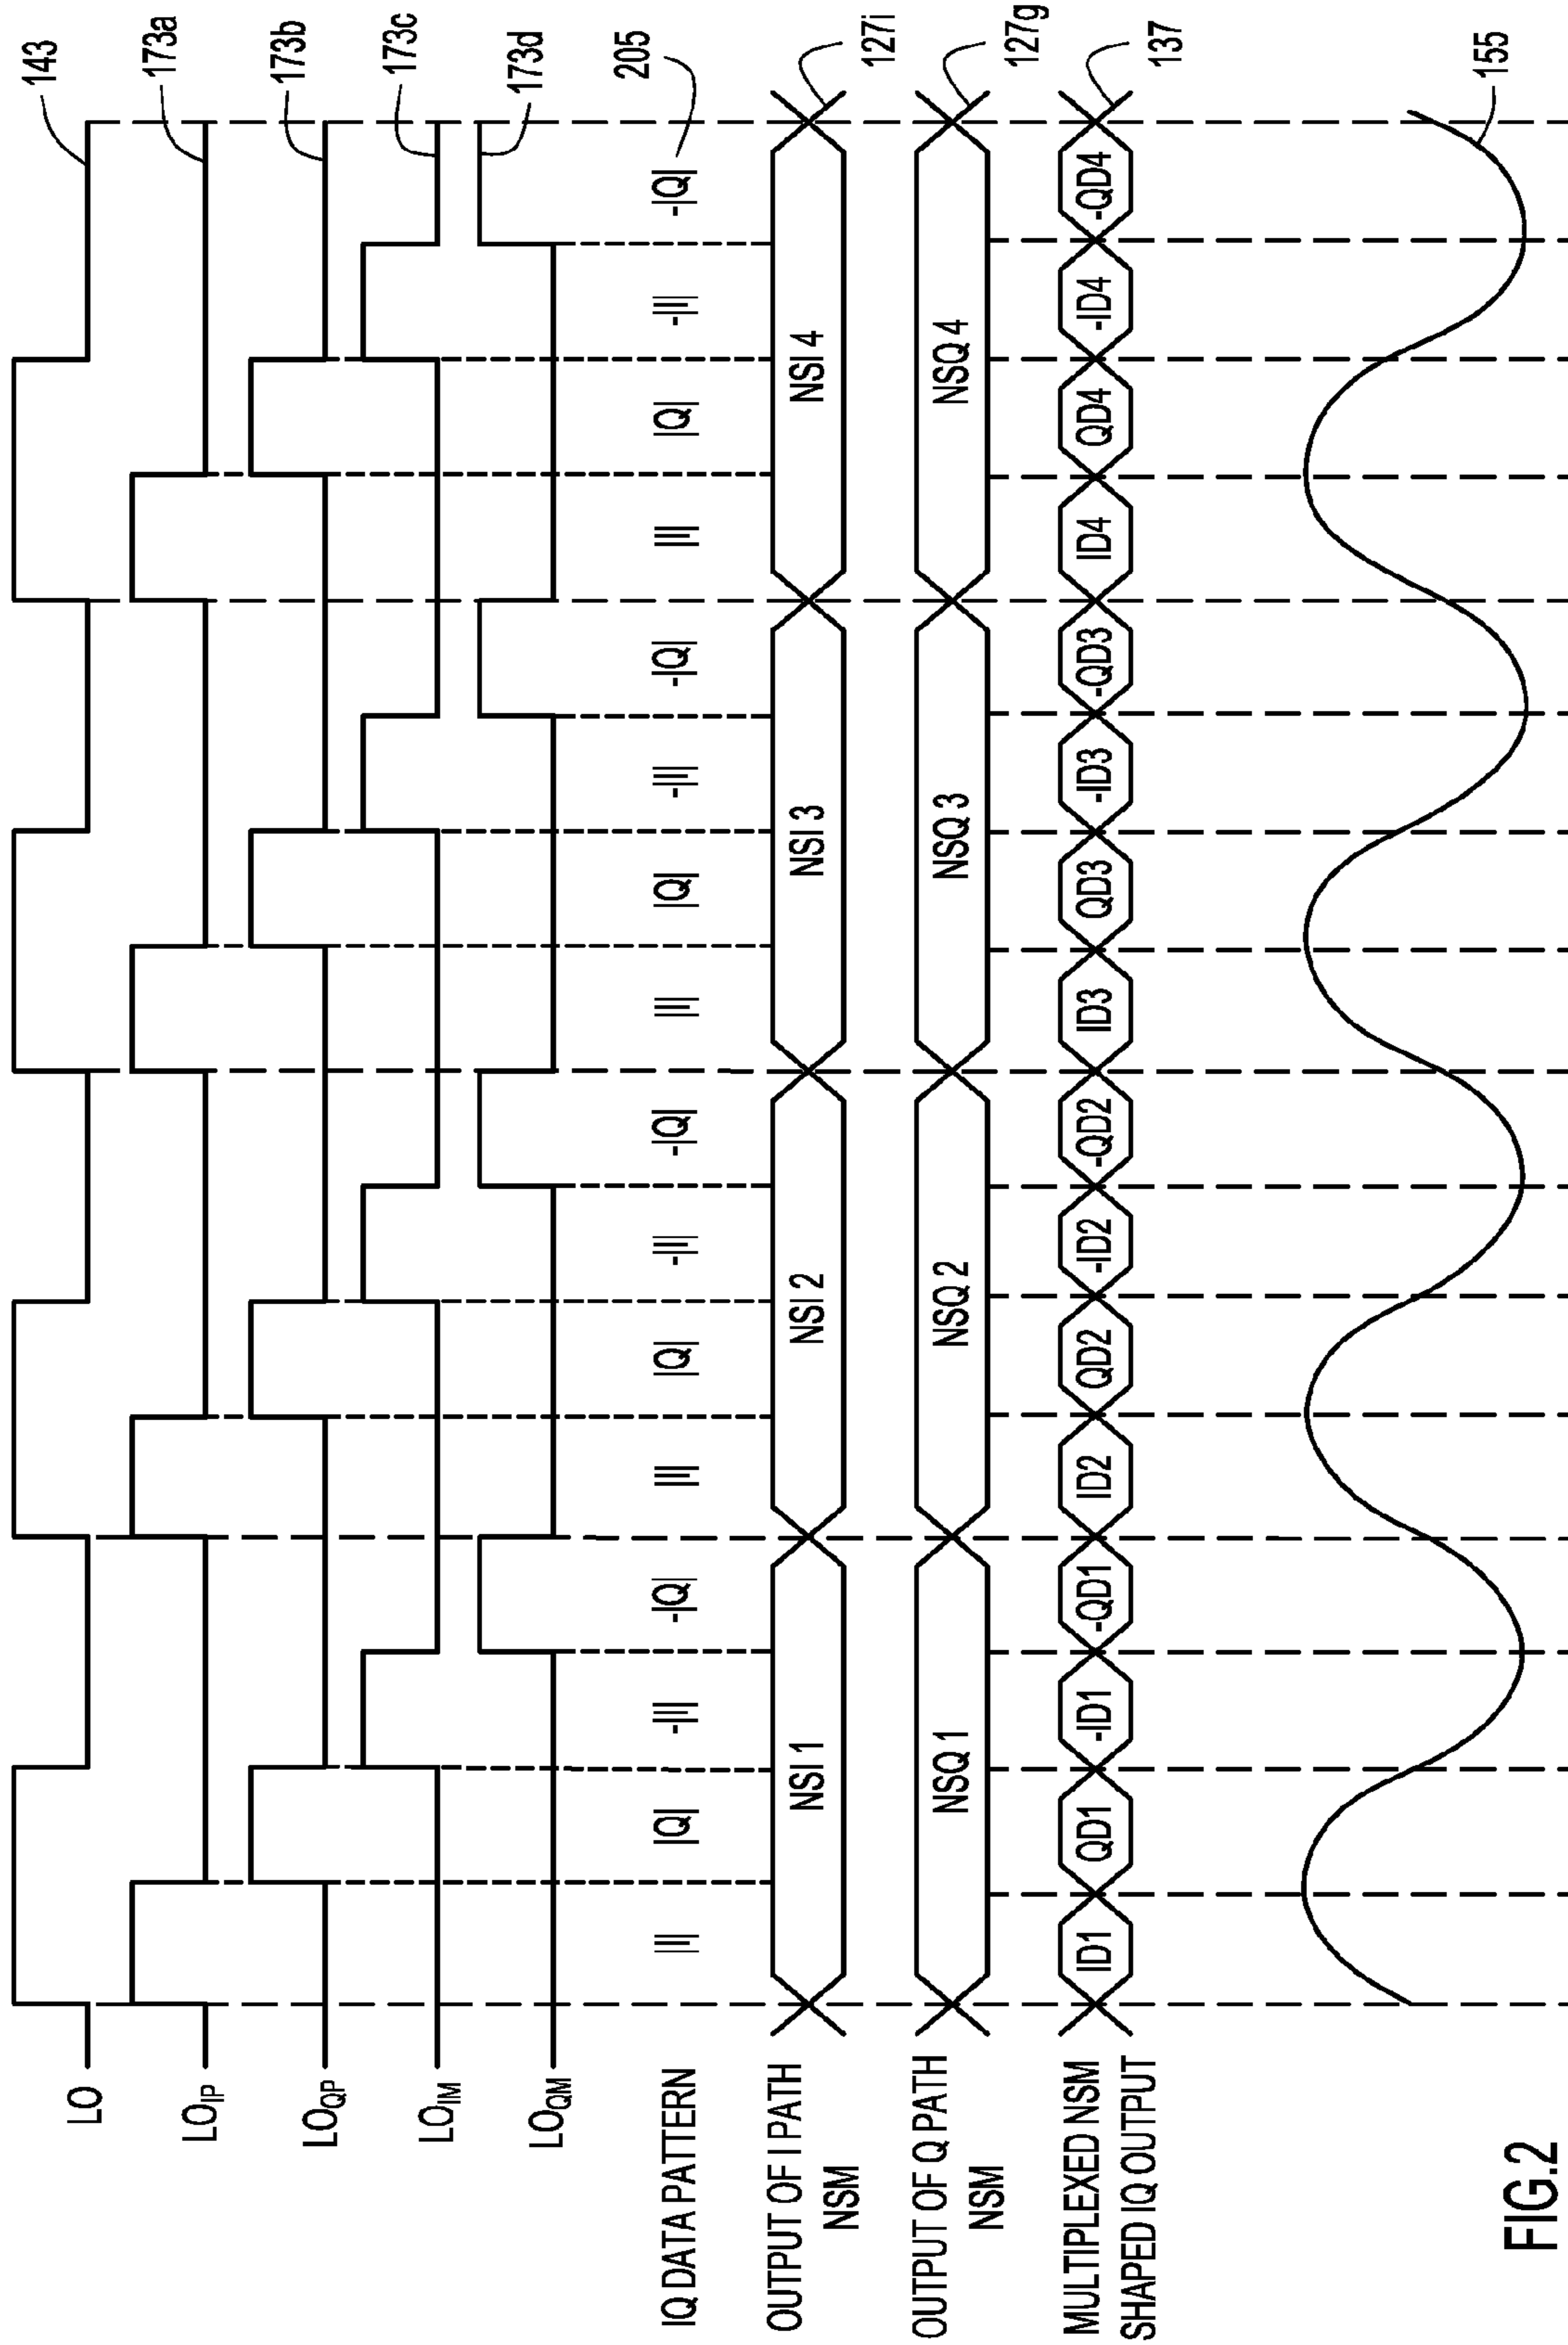 LO
143
LO_IP
173a
LO_QP
173b
LO_IM
173c
LO_QM
173d
IQ DATA PATTERN
|I| |Q| -|I| -|Q| |I| |Q| -|I| -|Q| |I| |Q| -|I| -|Q| |I| |Q| -|I| -|Q|
205
OUTPUT OF I PATH
NSM
NSI 1 NSI 2 NSI 3 NSI 4
127i
OUTPUT OF Q PATH
NSM
NSQ 1 NSQ 2 NSQ 3 NSQ 4
127g
MULTIPLEXED NSM
SHAPED IQ OUTPUT
ID1 QD1 -ID1 -QD1 ID2 QD2 -ID2 -QD2 ID3 QD3 -ID3 -QD3 ID4 QD4 -ID4 -QD4
137
155
FIG.2